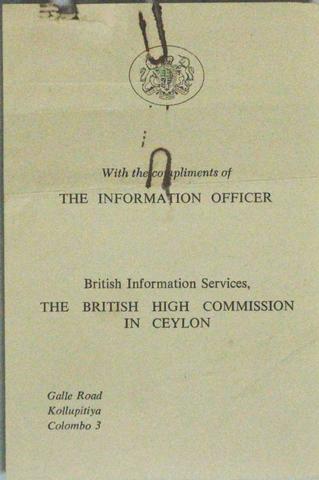 With the compliments of
THE INFORMATION OFFICER
British Information Services,
THE BRITISH HIGH COMMISSION
IN CEYLON
Galle Road
Kollupitiya
Colombo 3